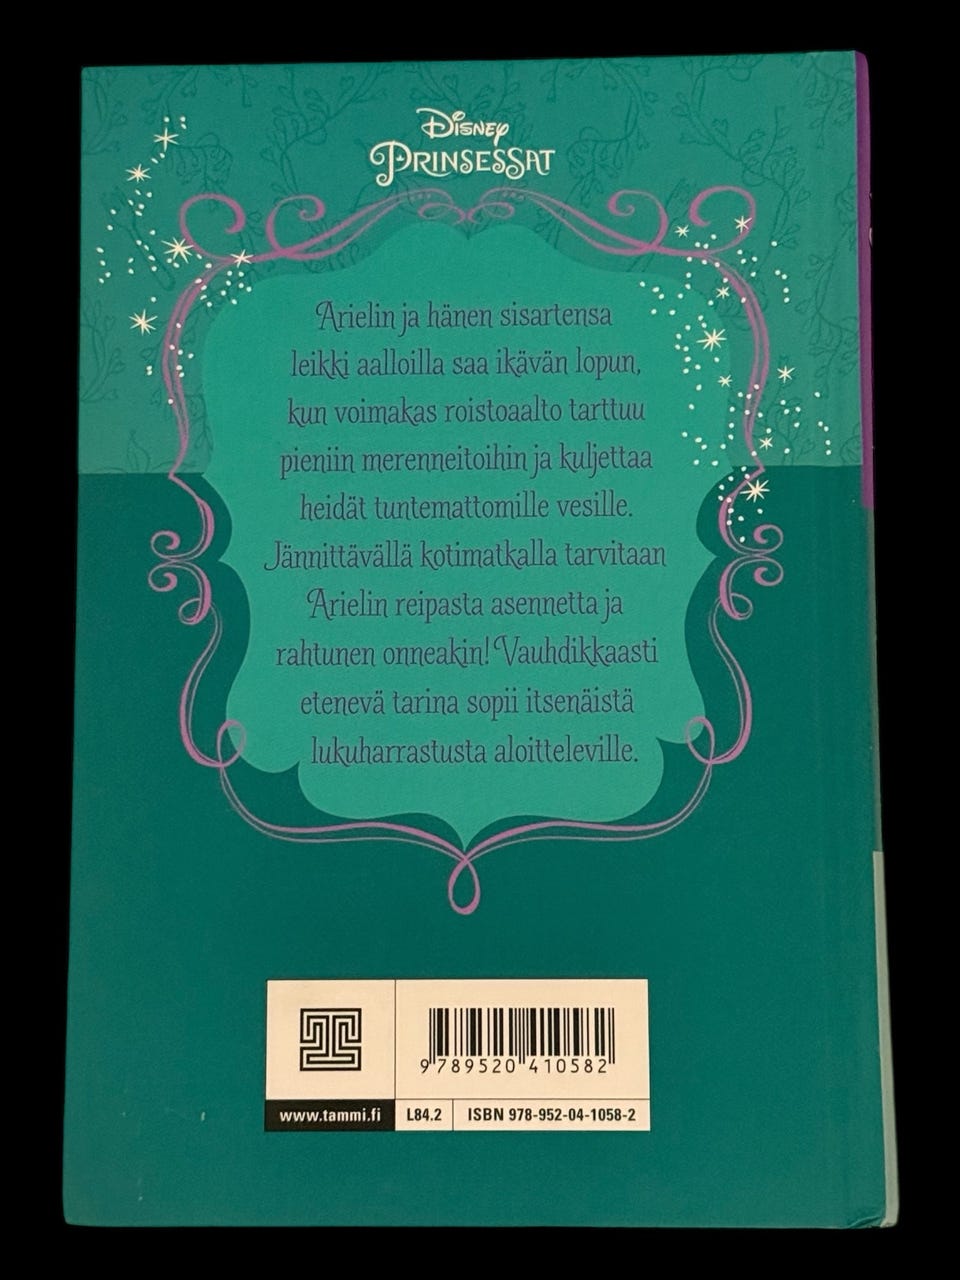 Disney
PRINSESSAT
Arielin ja hänen sisartensa
leikki aalloilla saa ikävän lopun,
kun voimakas roistoaalto tarttuu
pieniin merenneitoihin ja kuljettaa
heidät tuntemattomille vesille.
Jännittävällä kotimatkalla tarvitaan
Arielin reipasta asennetta ja
rahtunen onneakin! Vauhdikkaasti
etenevä tarina sopii itsenäistä
lukuharrastusta aloitteleville.
9 789520 410582
www.tammi.fi L84.2 ISBN 978-952-04-1058-2